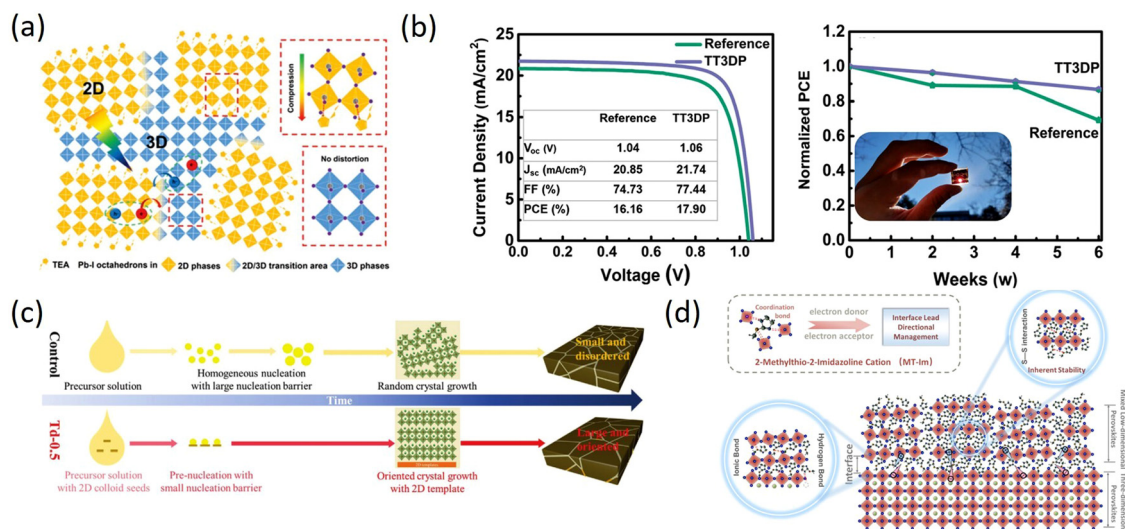 (a)
2D
3D
Compression
No distortion
TEA Pb-I octahedrons in 2D phases 2D/3D transition area 3D phases
(b)
Current Density (mA/cm²)
25
20
15
10
5
0
Reference
TT3DP
Reference TT3DP
Voc (V) 1.04 1.06
Jsc (mA/cm²) 20.85 21.74
FF (%) 74.73 77.44
PCE (%) 16.16 17.90
0.0 0.2 0.4 0.6 0.8 1.0
Voltage (v)
Normalized PCE
1.2
1.0
0.8
0.6
0.4
0.2
0.0
TT3DP
Reference
0 2 4 6
Weeks (w)
(c)
Control
Precursor solution
Homogeneous nucleation
with large nucleation barrier
Random crystal growth
Small and
disordered
Time
Td-0.5
Precursor solution
with 2D colloid seeds
Pre-nucleation with
small nucleation barrier
Oriented crystal growth
with 2D template
Large and
oriented
(d)
Coordination
bond
electron donor
electron acceptor
Interface Lead
Directional
Management
2-Methylthio-2-Imidazoline Cation (MT-Im)
S—S interaction
Inherent Stability
Ionic Bond
Hydrogen Bond
Interface
Mixed Low-dimensional
Perovskites
Three-dimension
Perovskites